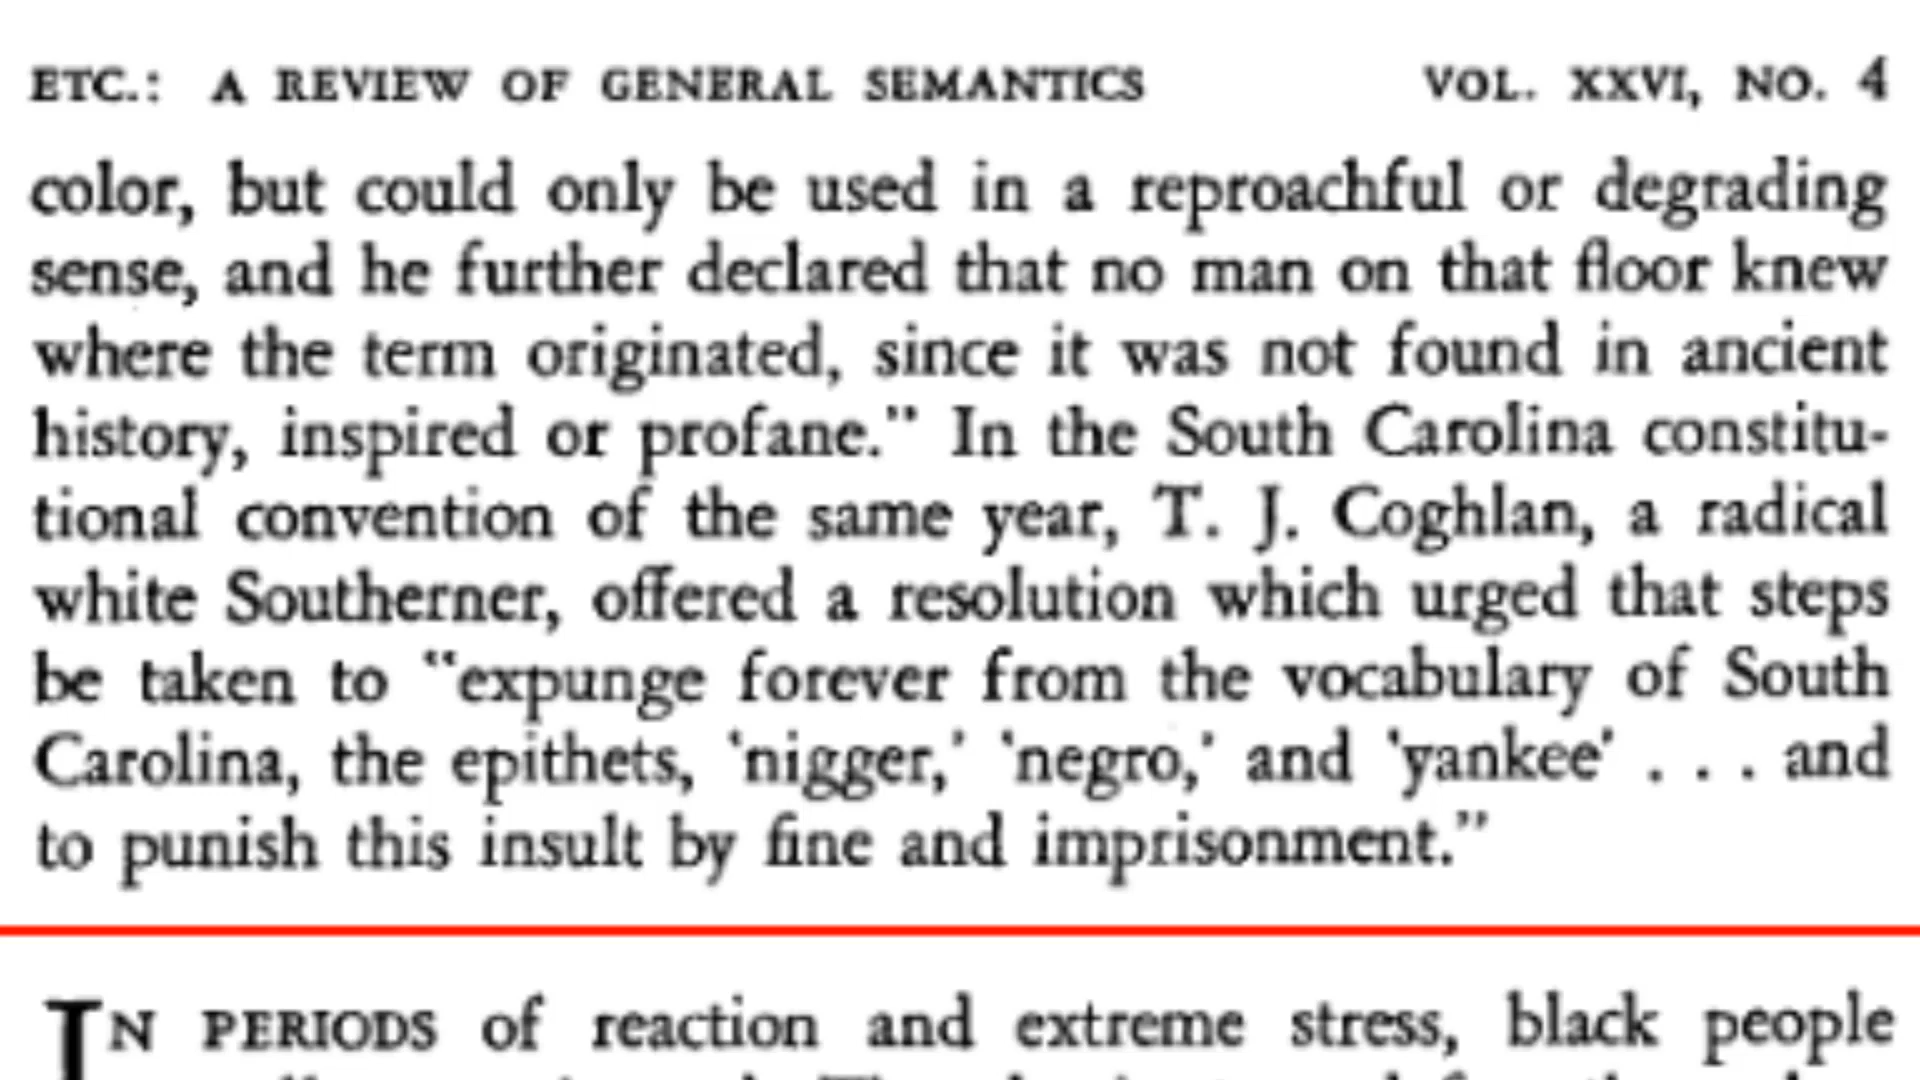 ETC.: A REVIEW OF GENERAL SEMANTICS VOL. XXVI, NO. 4
color, but could only be used in a reproachful or degrading
sense, and he further declared that no man on that floor knew
where the term originated, since it was not found in ancient
history, inspired or profane." In the South Carolina constitu-
tional convention of the same year, T. J. Coghlan, a radical
white Southerner, offered a resolution which urged that steps
be taken to "expunge forever from the vocabulary of South
Carolina, the epithets, 'nigger,' 'negro,' and 'yankee' . . . and
to punish this insult by fine and imprisonment."
IN PERIODS of reaction and extreme stress, black people